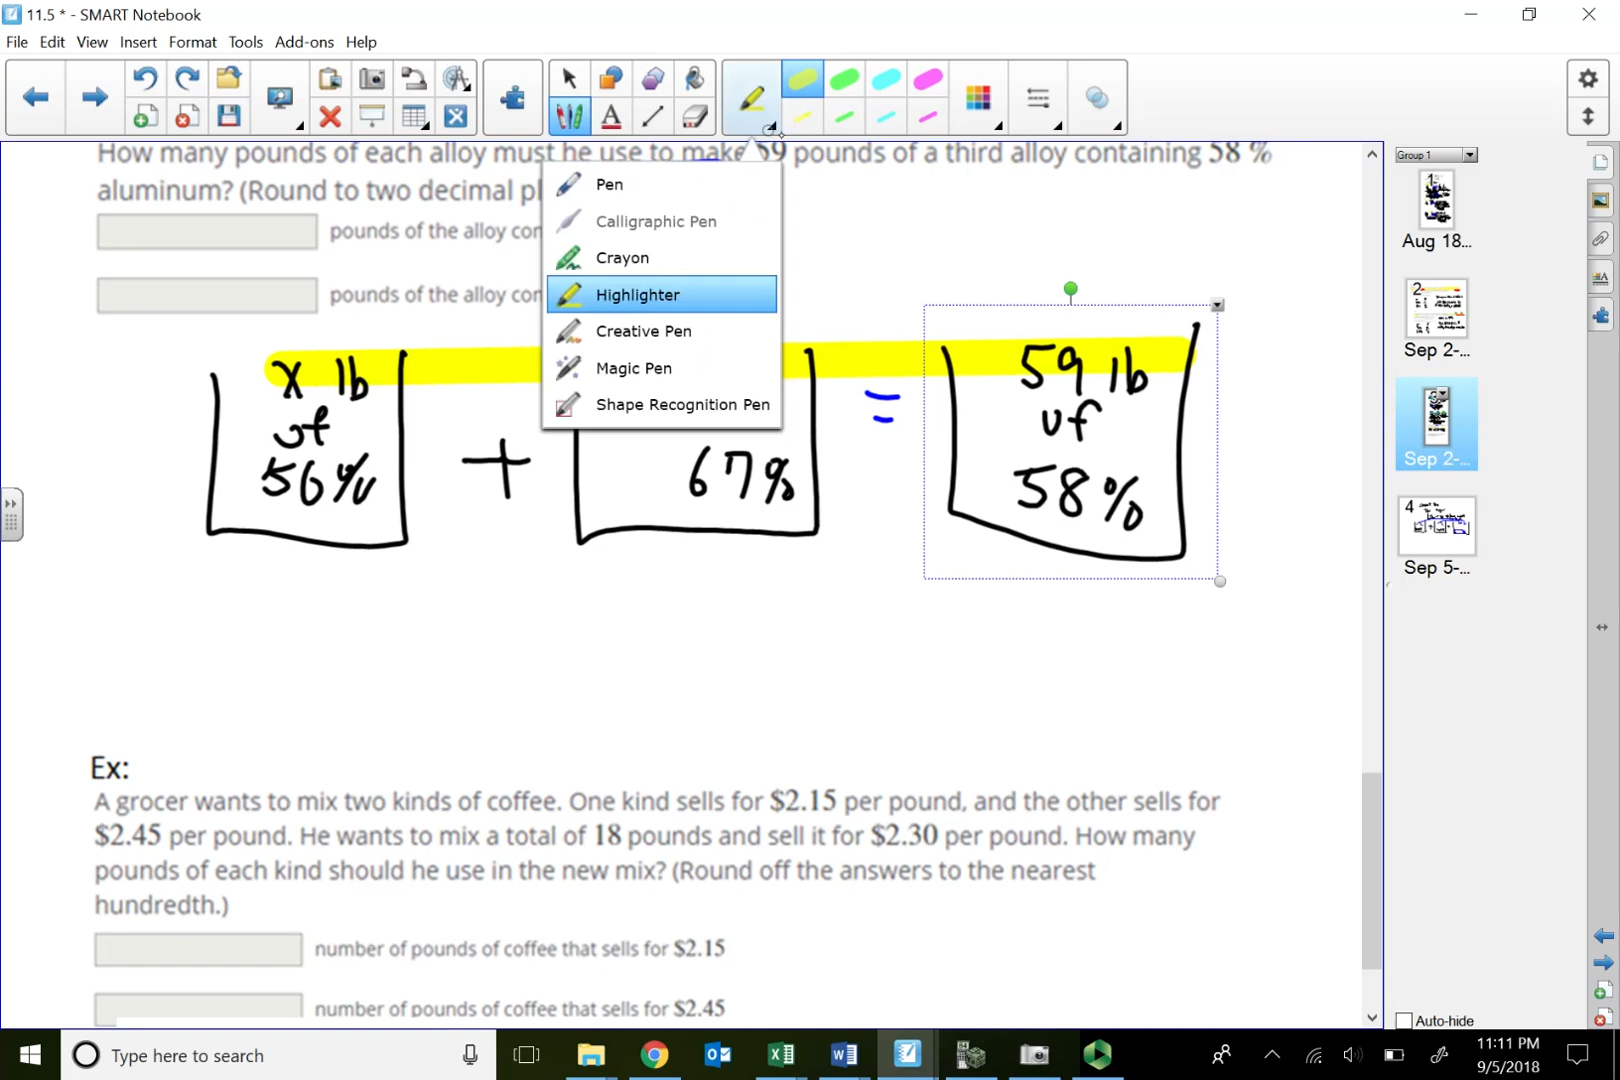 11.5 * - SMART Notebook
File Edit View Insert Format Tools Add-ons Help
How many pounds of each alloy must he use to make 59 pounds of a third alloy containing 58 %
aluminum? (Round to two decimal pl
pounds of the alloy con
pounds of the alloy con
Pen
Calligraphic Pen
Crayon
Highlighter
Creative Pen
Magic Pen
Shape Recognition Pen
x lb
of
56%
+
67%
=
59 lb
of
58%
Ex:
A grocer wants to mix two kinds of coffee. One kind sells for $2.15 per pound, and the other sells for
$2.45 per pound. He wants to mix a total of 18 pounds and sell it for $2.30 per pound. How many
pounds of each kind should he use in the new mix? (Round off the answers to the nearest
hundredth.)
number of pounds of coffee that sells for $2.15
number of pounds of coffee that sells for $2.45
Group 1
1
Aug 18...
2
Sep 2-...
Sep 2-...
4
Sep 5-...
Auto-hide
Type here to search
11:11 PM
9/5/2018